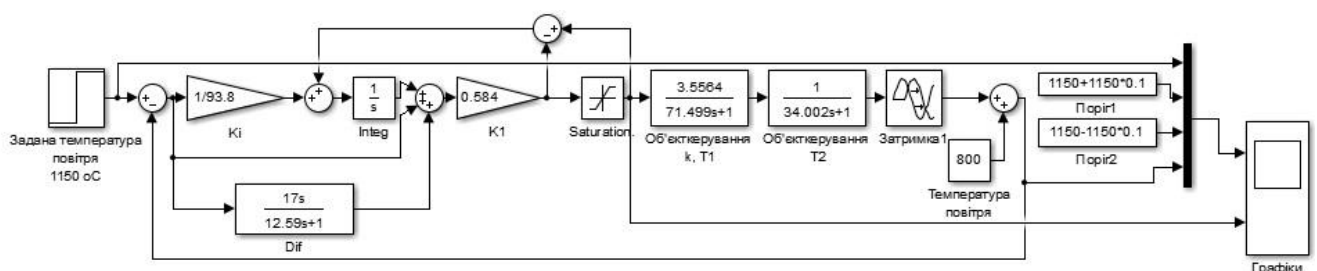 Задана температура
повітря
1150 оС
1/93.8
Ki
1
s
Integ
17s
12.59s+1
Dif
0.584
K1
Saturation.
3.5564
71.499s+1
Об'єкткерування
k, T1
1
34.002s+1
Об'єкткерування
T2
Затримка1
800
Температура
повітря
1150+1150*0.1
Поріг1
1150-1150*0.1
Поріг2
Графіки